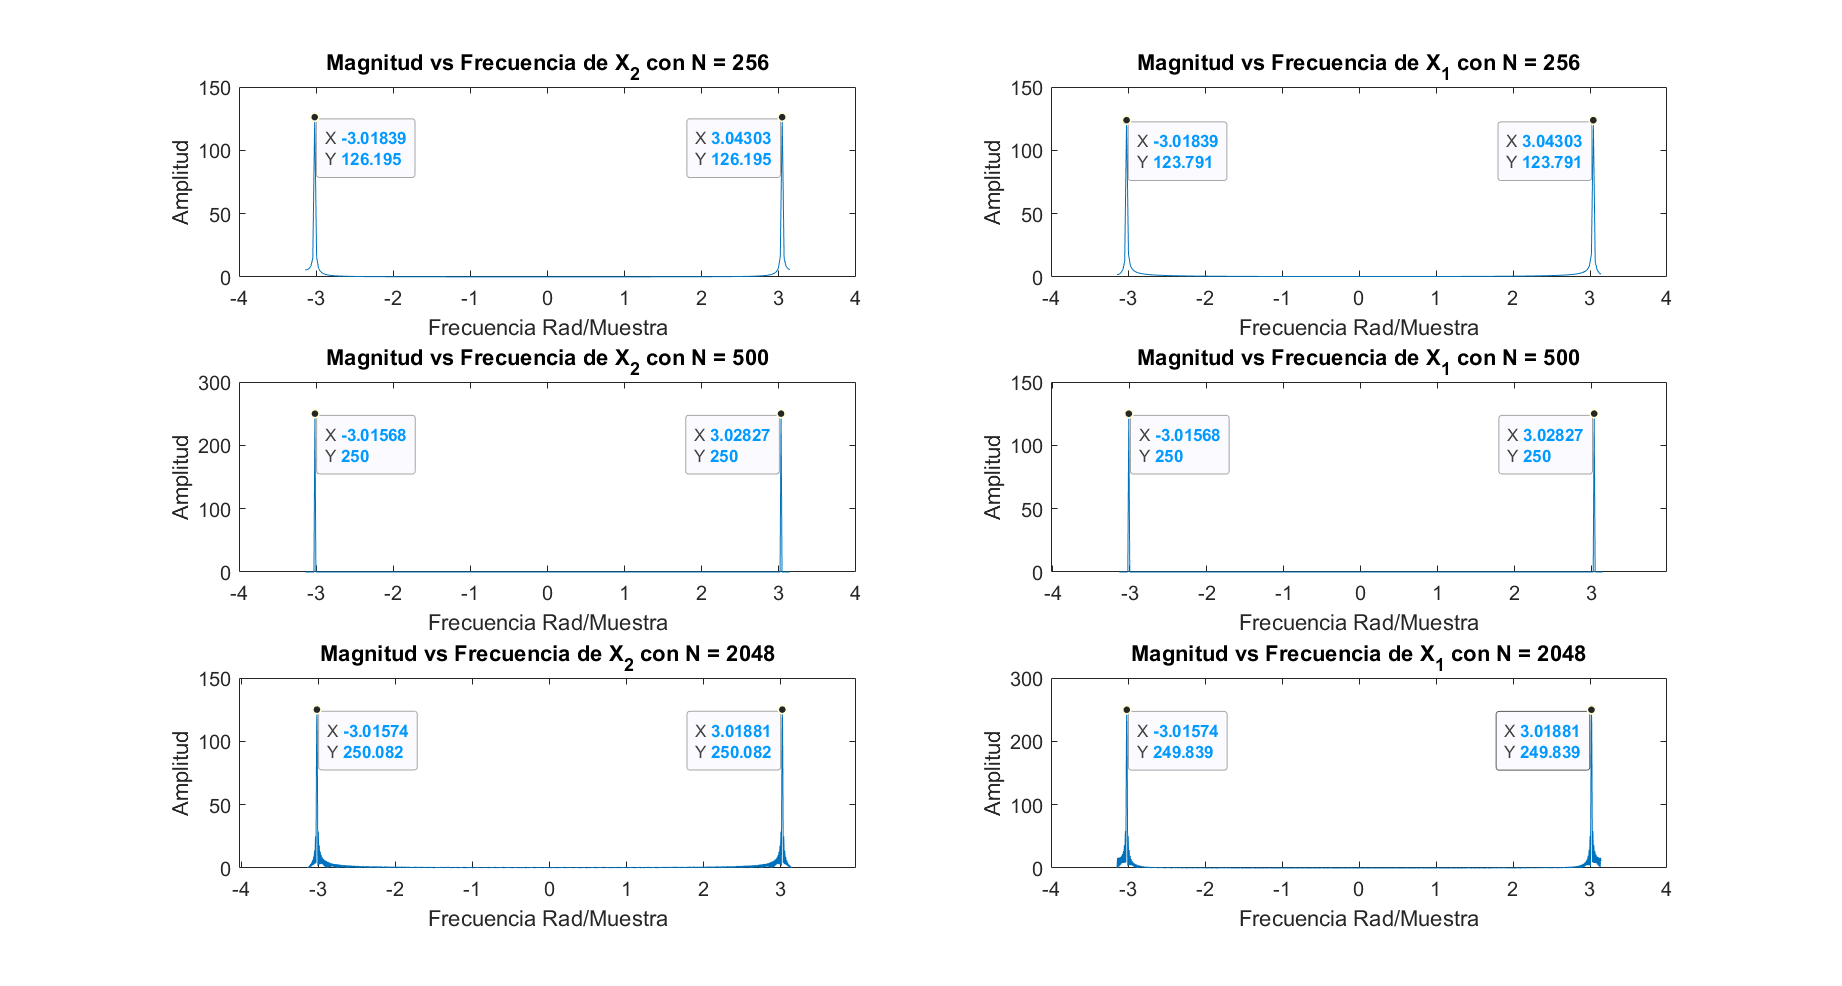 Magnitud vs Frecuencia de X2 con N = 256
150
100
50
0
Amplitud
X -3.01839
Y 126.195
X 3.04303
Y 126.195
-4 -3 -2 -1 0 1 2 3 4
Frecuencia Rad/Muestra
Magnitud vs Frecuencia de X1 con N = 256
150
100
50
0
Amplitud
X -3.01839
Y 123.791
X 3.04303
Y 123.791
-4 -3 -2 -1 0 1 2 3 4
Frecuencia Rad/Muestra
Magnitud vs Frecuencia de X2 con N = 500
300
200
100
0
Amplitud
X -3.01568
Y 250
X 3.02827
Y 250
-4 -3 -2 -1 0 1 2 3 4
Frecuencia Rad/Muestra
Magnitud vs Frecuencia de X1 con N = 500
150
100
50
0
Amplitud
X -3.01568
Y 250
X 3.02827
Y 250
-4 -3 -2 -1 0 1 2 3
Frecuencia Rad/Muestra
Magnitud vs Frecuencia de X2 con N = 2048
150
100
50
0
Amplitud
X -3.01574
Y 250.082
X 3.01881
Y 250.082
-4 -3 -2 -1 0 1 2 3
Frecuencia Rad/Muestra
Magnitud vs Frecuencia de X1 con N = 2048
300
200
100
0
Amplitud
X -3.01574
Y 249.839
X 3.01881
Y 249.839
-4 -3 -2 -1 0 1 2 3 4
Frecuencia Rad/Muestra